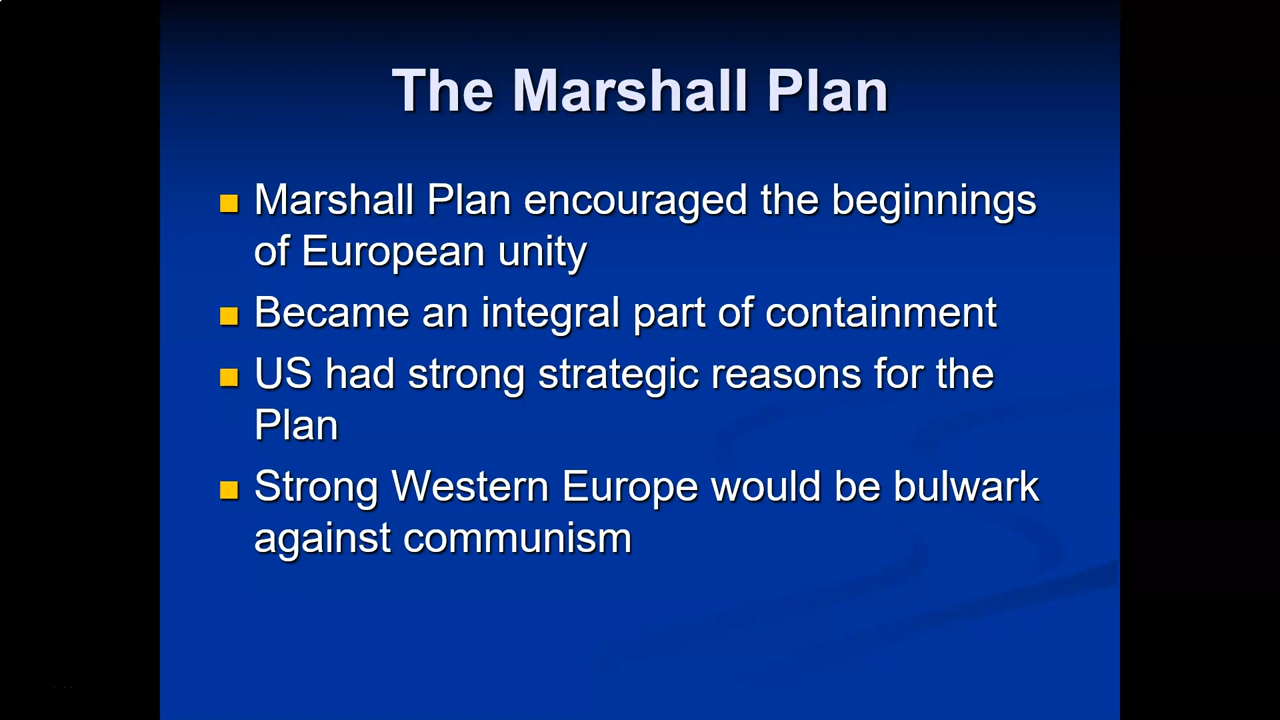 The Marshall Plan
Marshall Plan encouraged the beginnings
of European unity
Became an integral part of containment
US had strong strategic reasons for the
Plan
Strong Western Europe would be bulwark
against communism